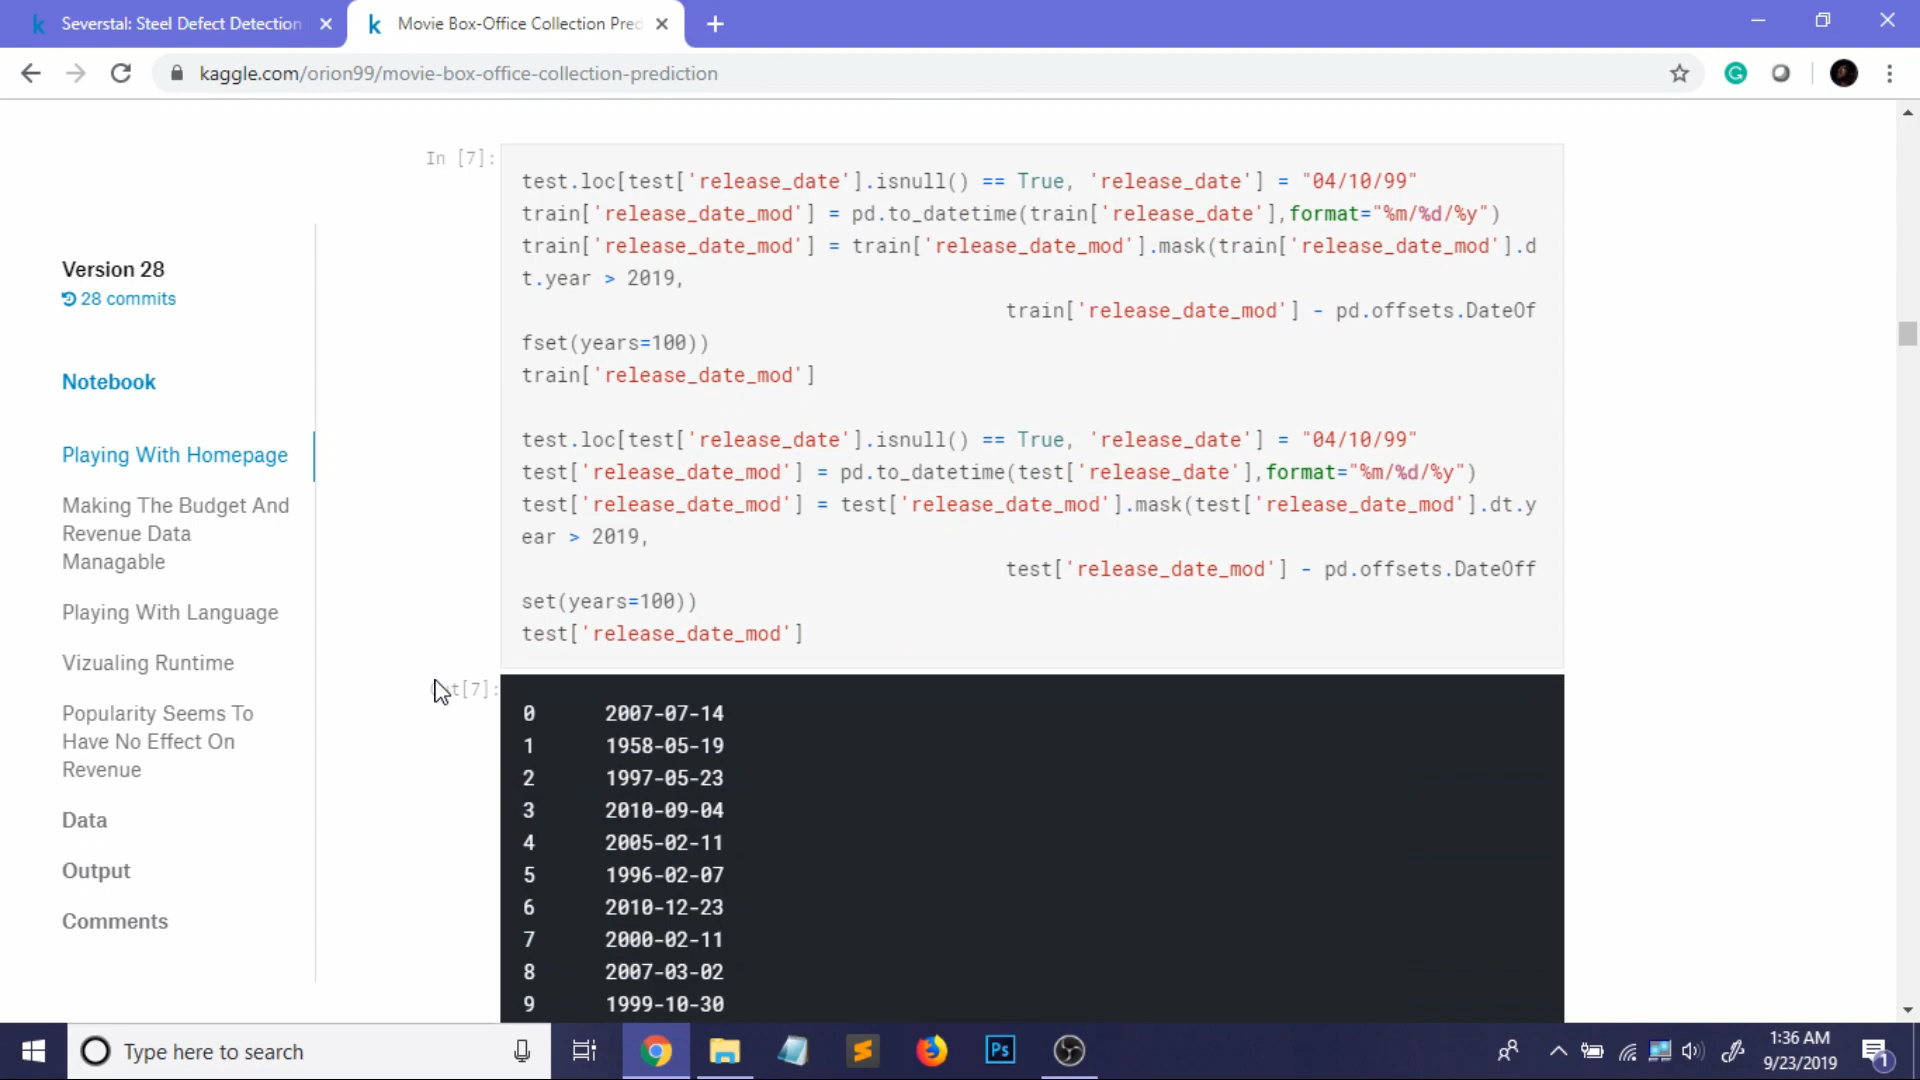 Severstal: Steel Defect Detection
Movie Box-Office Collection Pred
kaggle.com/orion99/movie-box-office-collection-prediction
In [7]:
test.loc[test['release_date'].isnull() == True, 'release_date'] = "04/10/99"
train['release_date_mod'] = pd.to_datetime(train['release_date'],format="%m/%d/%y")
train['release_date_mod'] = train['release_date_mod'].mask(train['release_date_mod'].d
t.year > 2019,
train['release_date_mod'] - pd.offsets.DateOf
fset(years=100))
train['release_date_mod']
test.loc[test['release_date'].isnull() == True, 'release_date'] = "04/10/99"
test['release_date_mod'] = pd.to_datetime(test['release_date'],format="%m/%d/%y")
test['release_date_mod'] = test['release_date_mod'].mask(test['release_date_mod'].dt.y
ear > 2019,
test['release_date_mod'] - pd.offsets.DateOff
set(years=100))
test['release_date_mod']
Version 28
28 commits
Notebook
Playing With Homepage
Making The Budget And
Revenue Data
Managable
Playing With Language
Vizualing Runtime
Popularity Seems To
Have No Effect On
Revenue
Data
Output
Comments
Out[7]:
0 2007-07-14
1 1958-05-19
2 1997-05-23
3 2010-09-04
4 2005-02-11
5 1996-02-07
6 2010-12-23
7 2000-02-11
8 2007-03-02
9 1999-10-30
Type here to search
Ps
1:36 AM
9/23/2019
1